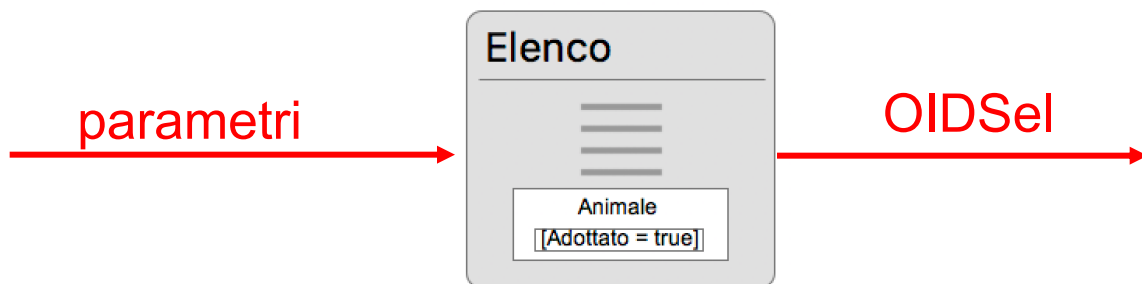 Elenco
parametri
OIDSel
Animale
[Adottato = true]